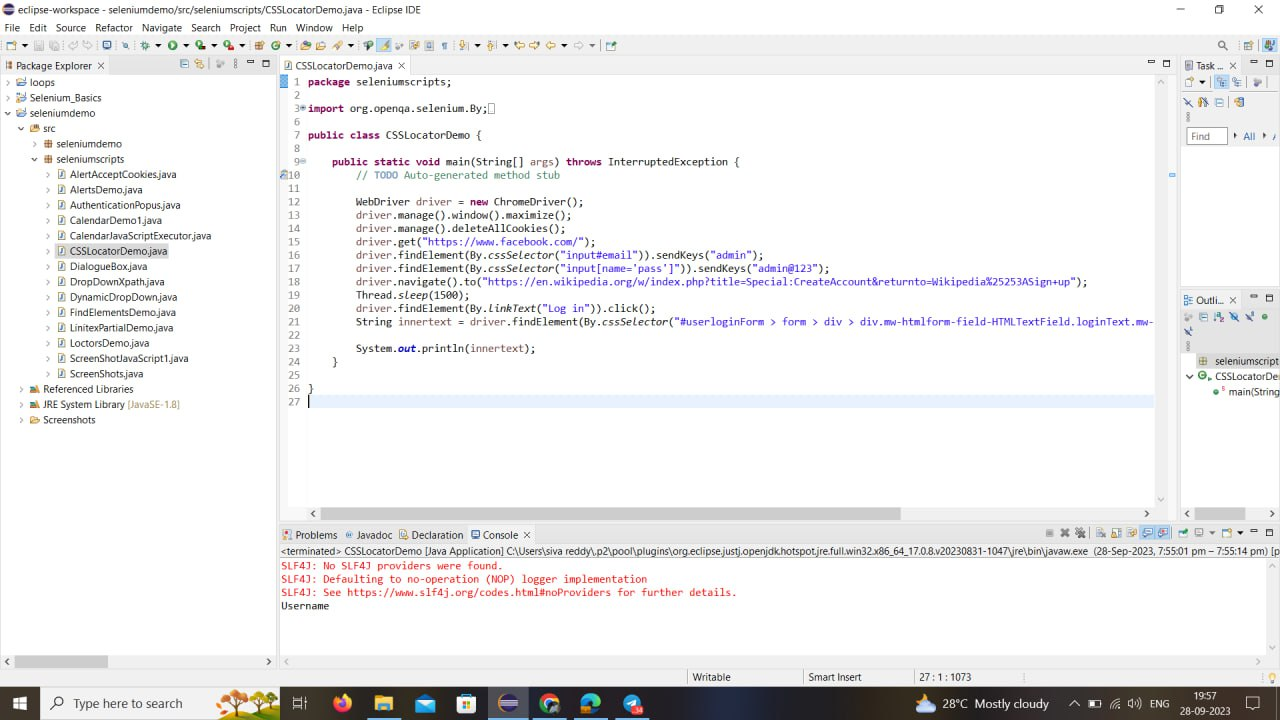 eclipse-workspace - seleniumdemo/src/seleniumscripts/CSSLocatorDemo.java - Eclipse IDE
File Edit Source Refactor Navigate Search Project Run Window Help
Package Explorer
loops
Selenium_Basics
seleniumdemo
src
seleniumdemo
seleniumscripts
AlertAcceptCookies.java
AlertsDemo.java
AuthenticationPopus.java
CalendarDemo1.java
CalendarJavaScriptExecutor.java
CSSLocatorDemo.java
DialogueBox.java
DropDownXpath.java
DynamicDropDown.java
FindElementsDemo.java
LinitexPartialDemo.java
LoctorsDemo.java
ScreenShotJavaScript1.java
ScreenShots.java
Referenced Libraries
JRE System Library [JavaSE-1.8]
Screenshots
CSSLocatorDemo.java
1 package seleniumscripts;
2
3 import org.openqa.selenium.By;
6
7 public class CSSLocatorDemo {
8
9 public static void main(String[] args) throws InterruptedException {
10 // TODO Auto-generated method stub
11
12 WebDriver driver = new ChromeDriver();
13 driver.manage().window().maximize();
14 driver.manage().deleteAllCookies();
15 driver.get("https://www.facebook.com/");
16 driver.findElement(By.cssSelector("input#email")).sendKeys("admin");
17 driver.findElement(By.cssSelector("input[name='pass']")).sendKeys("admin@123");
18 driver.navigate().to("https://en.wikipedia.org/w/index.php?title=Special:CreateAccount&returnto=Wikipedia%25253ASign+up");
19 Thread.sleep(1500);
20 driver.findElement(By.linkText("Log in")).click();
21 String innertext = driver.findElement(By.cssSelector("#userloginForm > form > div > div.mw-htmlform-field-HTMLTextField.loginText.mw-
22
23 System.out.println(innertext);
24 }
25
26 }
27
Task ...
Find All
Outli...
seleniumscript
CSSLocatorDe
main(String
Problems Javadoc Declaration Console
<terminated> CSSLocatorDemo [Java Application] C:\Users\siva reddy\.p2\pool\plugins\org.eclipse.justj.openjdk.hotspot.jre.full.win32.x86_64_17.0.8.v20230831-1047\jre\bin\javaw.exe (28-Sep-2023, 7:55:01 pm – 7:55:14 pm) [p
SLF4J: No SLF4J providers were found.
SLF4J: Defaulting to no-operation (NOP) logger implementation
SLF4J: See https://www.slf4j.org/codes.html#noProviders for further details.
Username
Writable Smart Insert 27 : 1 : 1073
Type here to search
28°C Mostly cloudy
ENG
19:57
28-09-2023